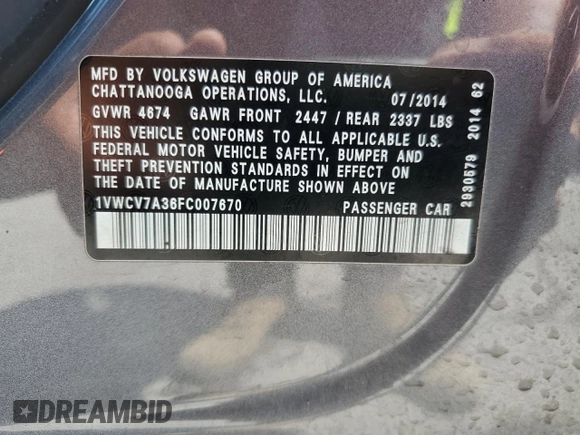 MFD BY VOLKSWAGEN GROUP OF AMERICA
CHATTANOOGA OPERATIONS, LLC. 07/2014
GVWR 4674 GAWR FRONT 2447 / REAR 2337 LBS
THIS VEHICLE CONFORMS TO ALL APPLICABLE U.S.
FEDERAL MOTOR VEHICLE SAFETY, BUMPER AND
THEFT PREVENTION STANDARDS IN EFFECT ON
THE DATE OF MANUFACTURE SHOWN ABOVE
1VWCV7A36FC007670 PASSENGER CAR
2930579 2014 62
DREAMBID